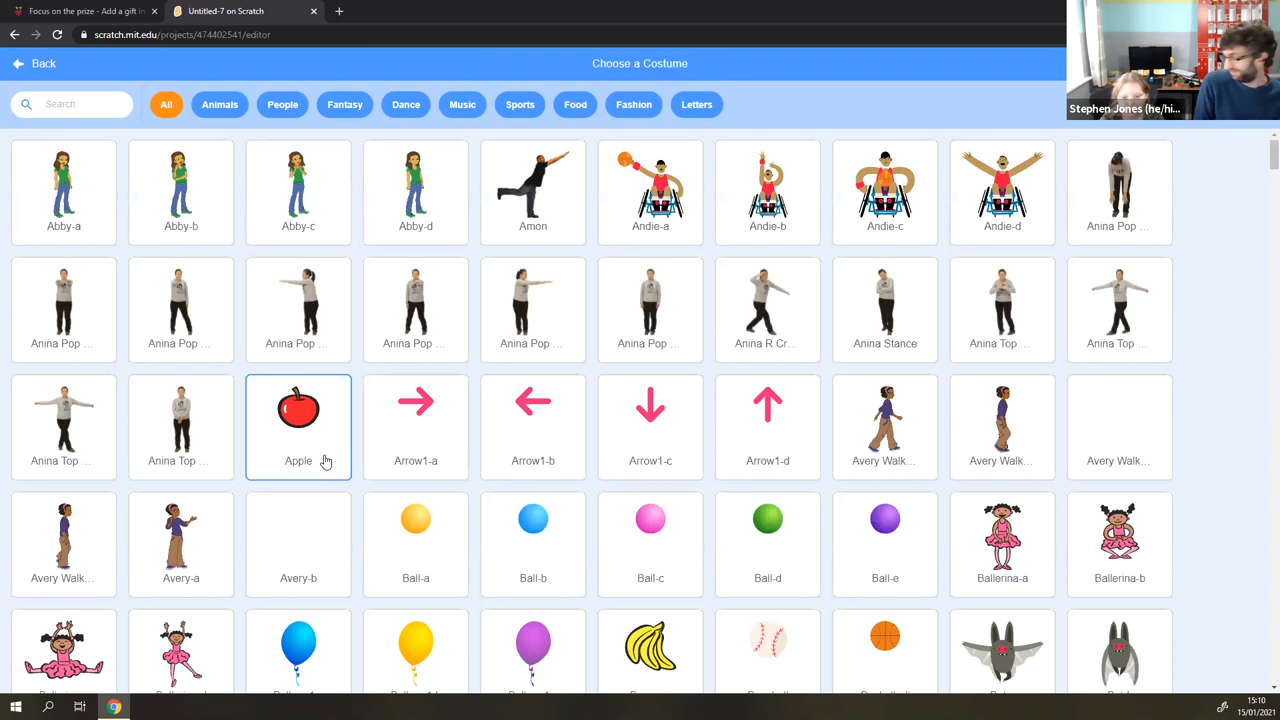 Focus on the prize - Add a gift in
Untitled-7 on Scratch
scratch.mit.edu/projects/474402541/editor
Back
Choose a Costume
Search
All
Animals
People
Fantasy
Dance
Music
Sports
Food
Fashion
Letters
Stephen Jones (he/hi...
Abby-a
Abby-b
Abby-c
Abby-d
Amon
Andie-a
Andie-b
Andie-c
Andie-d
Anina Pop ...
Anina Pop ...
Anina Pop ...
Anina Pop ...
Anina Pop ...
Anina Pop ...
Anina Pop ...
Anina R Cr...
Anina Stance
Anina Top ...
Anina Top ...
Anina Top ...
Anina Top ...
Apple
Arrow1-a
Arrow1-b
Arrow1-c
Arrow1-d
Avery Walk...
Avery Walk...
Avery Walk...
Avery Walk...
Avery-a
Avery-b
Ball-a
Ball-b
Ball-c
Ball-d
Ball-e
Ballerina-a
Ballerina-b
15:10
15/01/2021